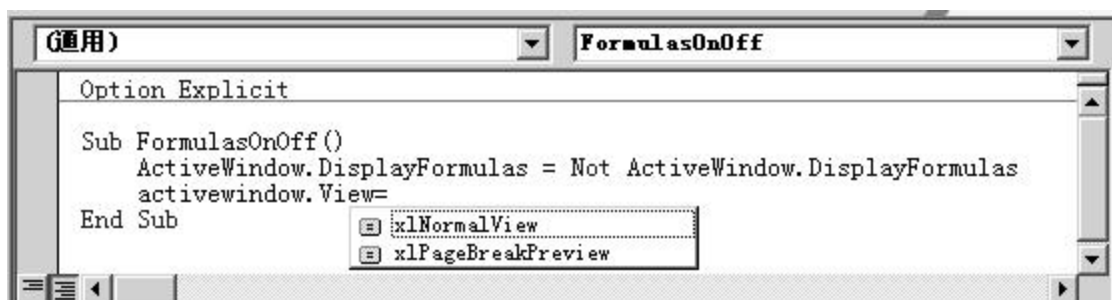 (通用)
FormulasOnOff
Option Explicit
Sub FormulasOnOff()
ActiveWindow.DisplayFormulas = Not ActiveWindow.DisplayFormulas
activewindow.View=
End Sub
xlNormalView
xlPageBreakPreview